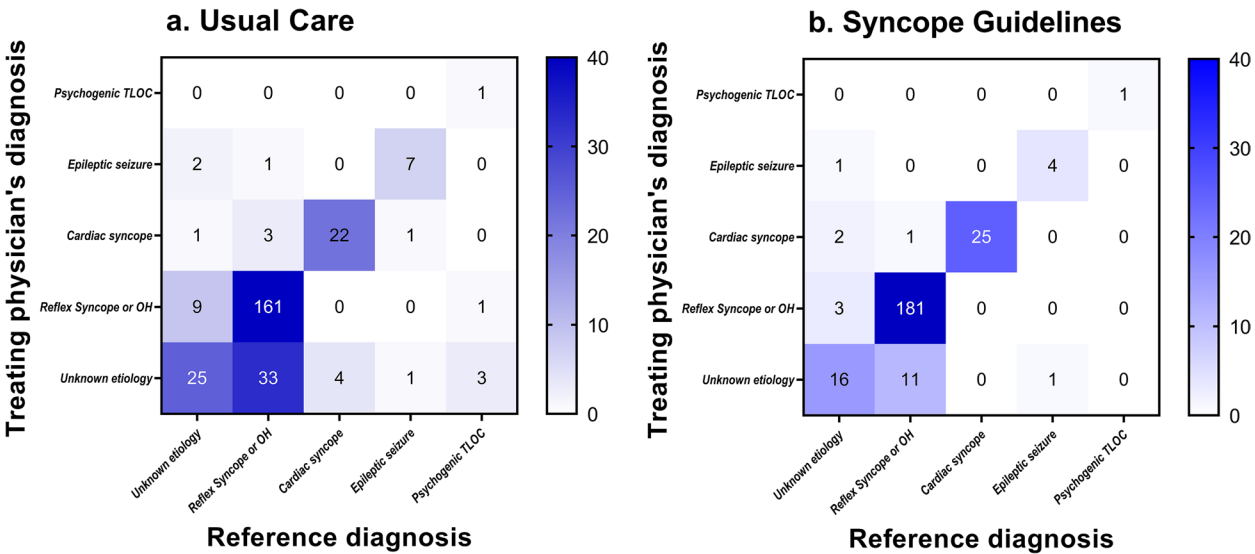 a. Usual Care
Treating physician's diagnosis
Psychogenic TLOC 0 0 0 0 1
Epileptic seizure 2 1 0 7 0
Cardiac syncope 1 3 22 1 0
Reflex Syncope or OH 9 161 0 0 1
Unknown etiology 25 33 4 1 3
Unknown etiology
Reflex Syncope or OH
Cardiac syncope
Epileptic seizure
Psychogenic TLOC
Reference diagnosis
40
30
20
10
0
b. Syncope Guidelines
Treating physician's diagnosis
Psychogenic TLOC 0 0 0 0 1
Epileptic seizure 1 0 0 4 0
Cardiac syncope 2 1 25 0 0
Reflex Syncope or OH 3 181 0 0 0
Unknown etiology 16 11 0 1 0
Unknown etiology
Reflex Syncope or OH
Cardiac syncope
Epileptic seizure
Psychogenic TLOC
Reference diagnosis
40
30
20
10
0